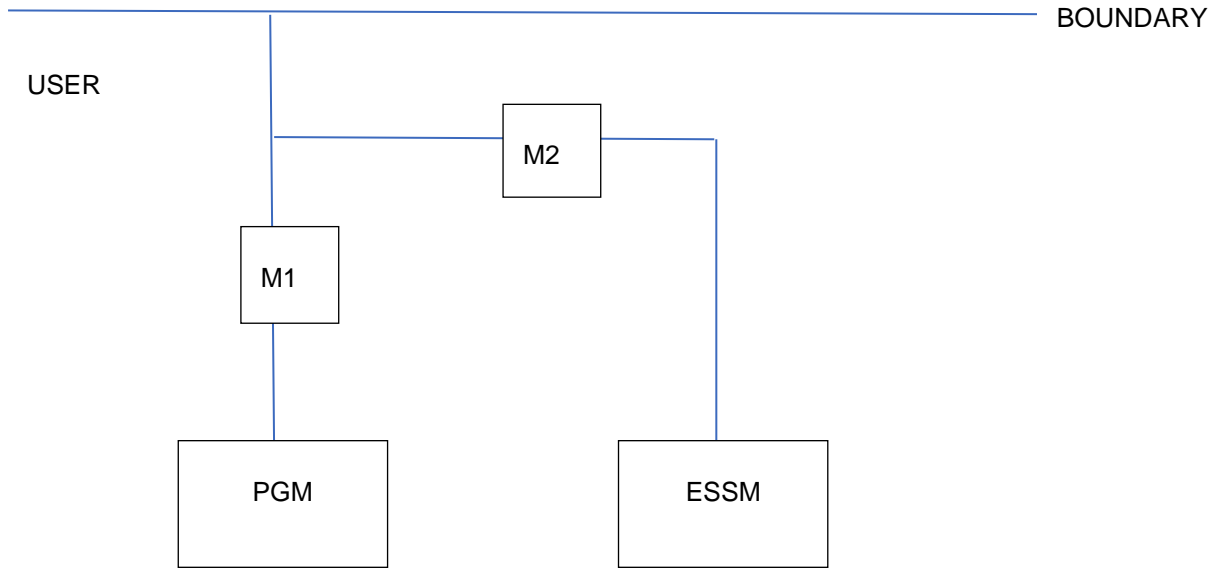 BOUNDARY
USER
M2
M1
PGM
ESSM